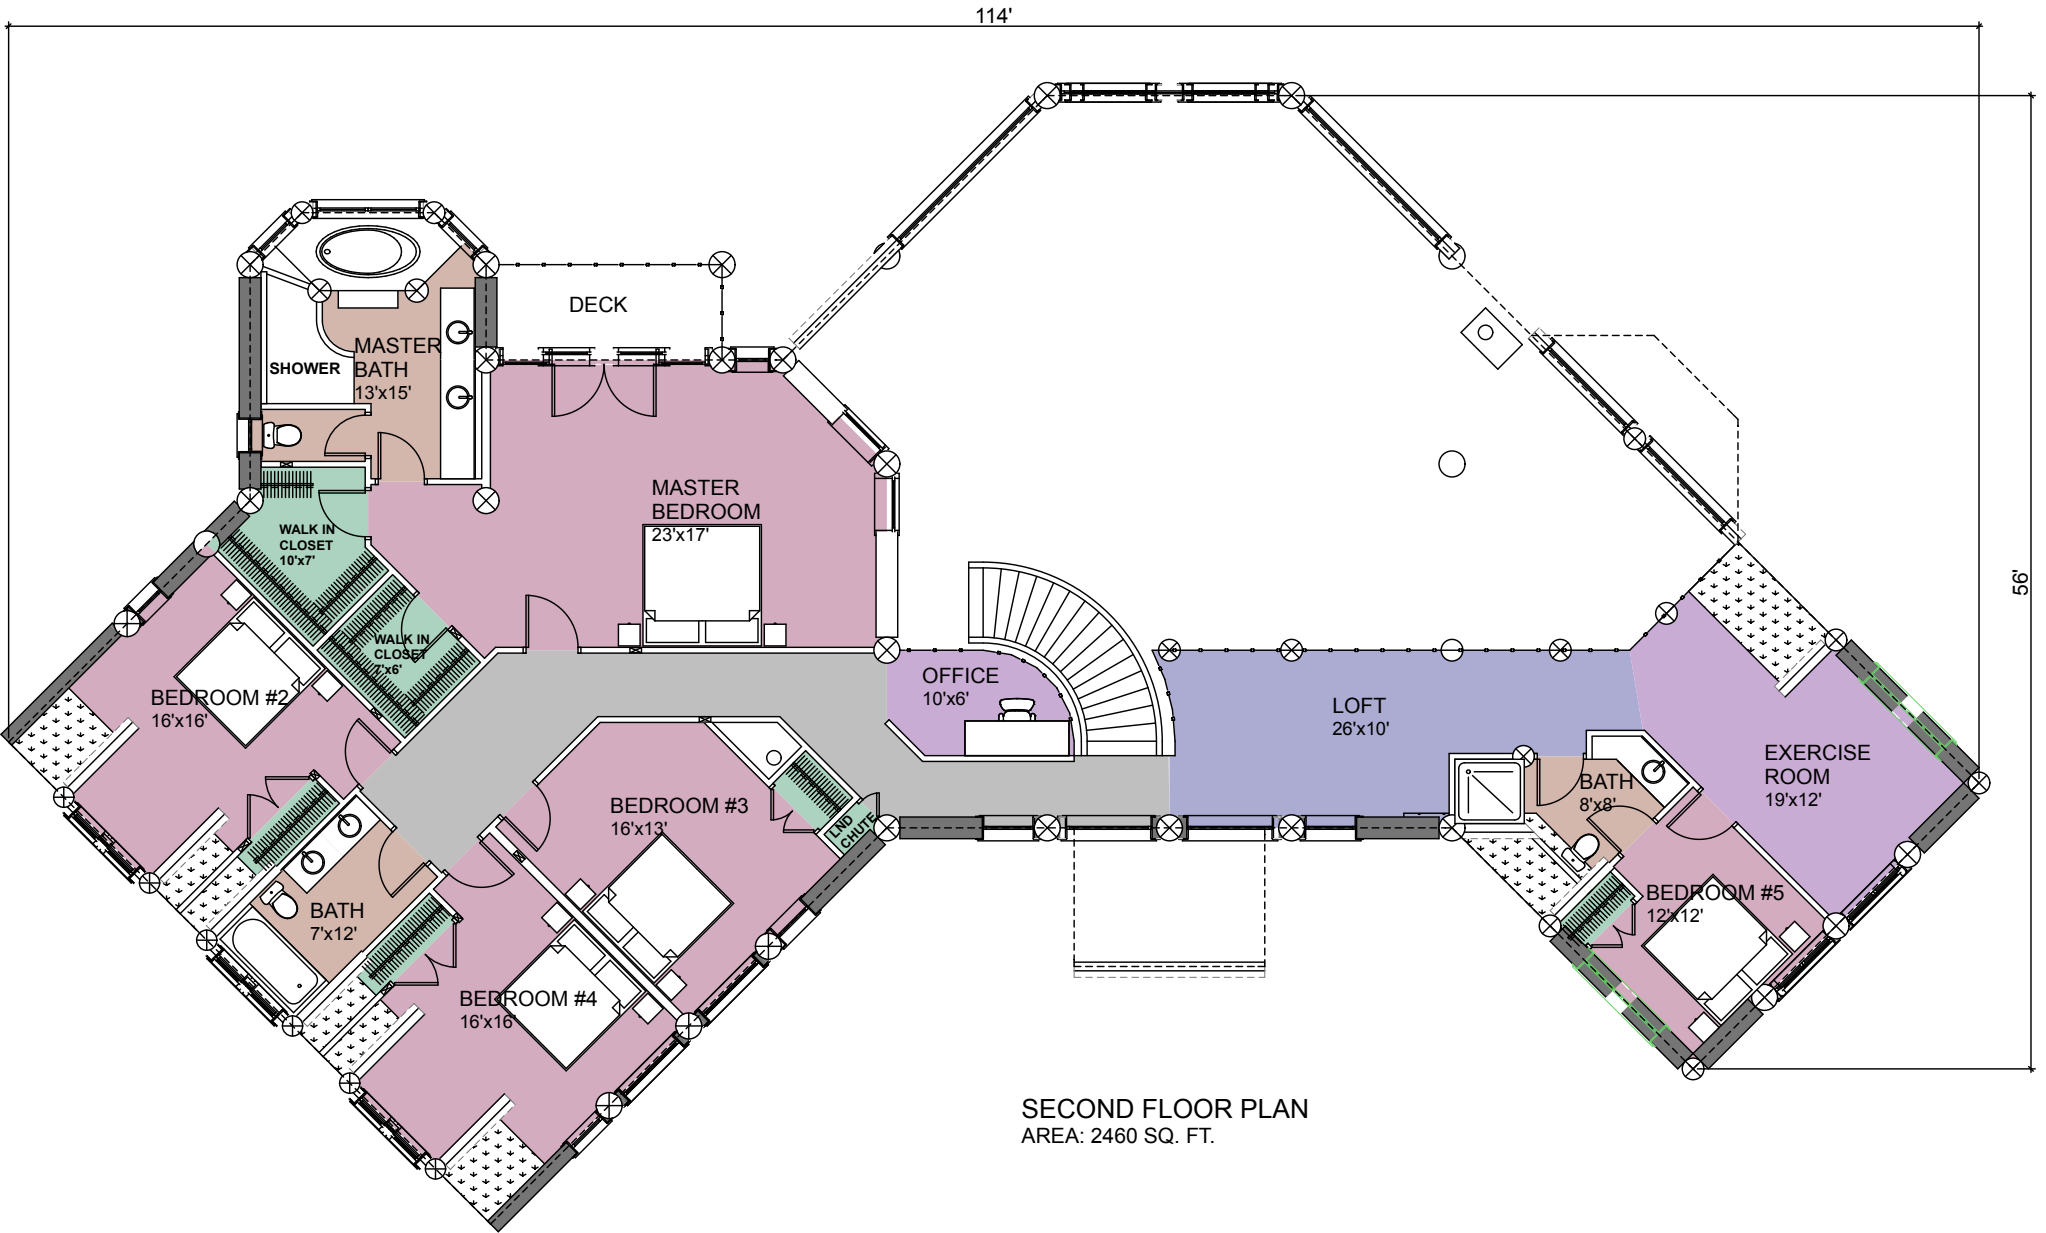 114'
56'
DECK
MASTER
BATH
13'x15'
SHOWER
MASTER
BEDROOM
23'x17'
WALK IN
CLOSET
10'x7'
WALK IN
CLOSET
7'x6'
BEDROOM #2
16'x16'
OFFICE
10'x6'
LOFT
26'x10'
EXERCISE
ROOM
19'x12'
BATH
8'x8'
BEDROOM #3
16'x13'
LND
CHUTE
BEDROOM #5
12'x12'
BATH
7'x12'
BEDROOM #4
16'x16'
SECOND FLOOR PLAN
AREA: 2460 SQ. FT.